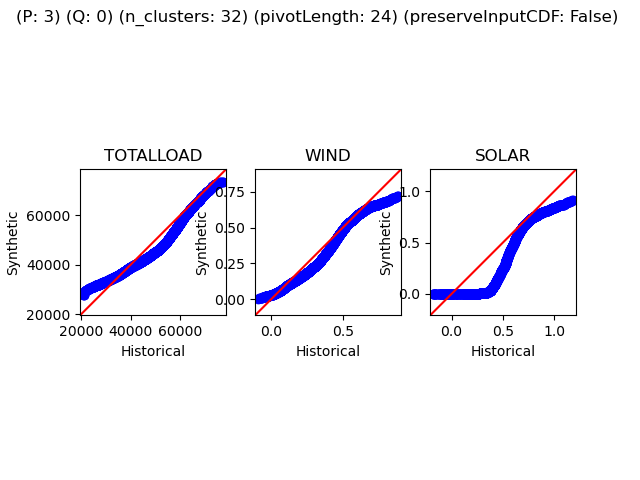 (P: 3) (Q: 0) (n_clusters: 32) (pivotLength: 24) (preserveInputCDF: False)
TOTALLOAD WIND SOLAR
Synthetic
60000
40000
20000
20000 40000 60000
Historical
Synthetic
0.75
0.50
0.25
0.00
0.0 0.5
Historical
Synthetic
1.0
0.5
0.0
0.0 0.5 1.0
Historical